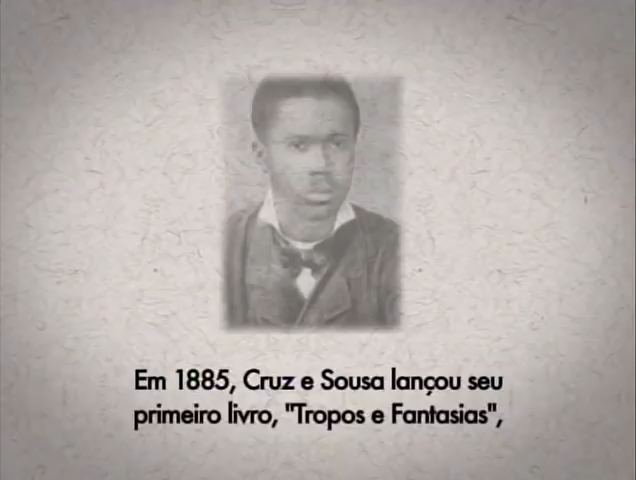 Em 1885, Cruz e Sousa lançou seu
primeiro livro, "Tropos e Fantasias",